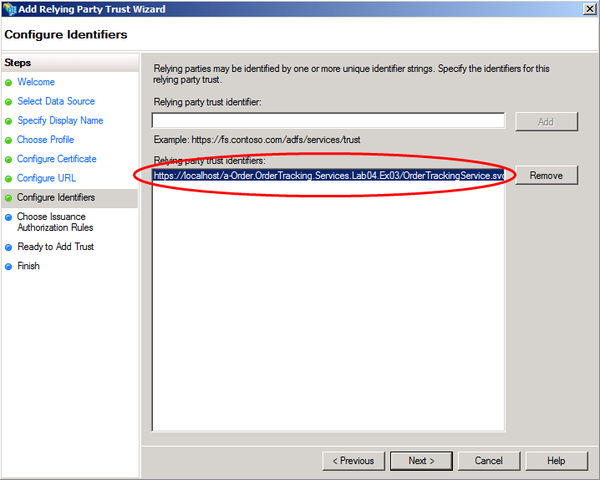 Add Relying Party Trust Wizard
Configure Identifiers
Steps
Welcome
Select Data Source
Specify Display Name
Choose Profile
Configure Certificate
Configure URL
Configure Identifiers
Choose Issuance
Authorization Rules
Ready to Add Trust
Finish
Relying parties may be identified by one or more unique identifier strings. Specify the identifiers for this
relying party trust.
Relying party trust identifier:
Add
Example: https://fs.contoso.com/adfs/services/trust
Relying party trust identifiers:
https://localhost/a-Order.OrderTracking.Services.Lab04.Ex03/OrderTrackingService.svc
Remove
< Previous
Next >
Cancel
Help